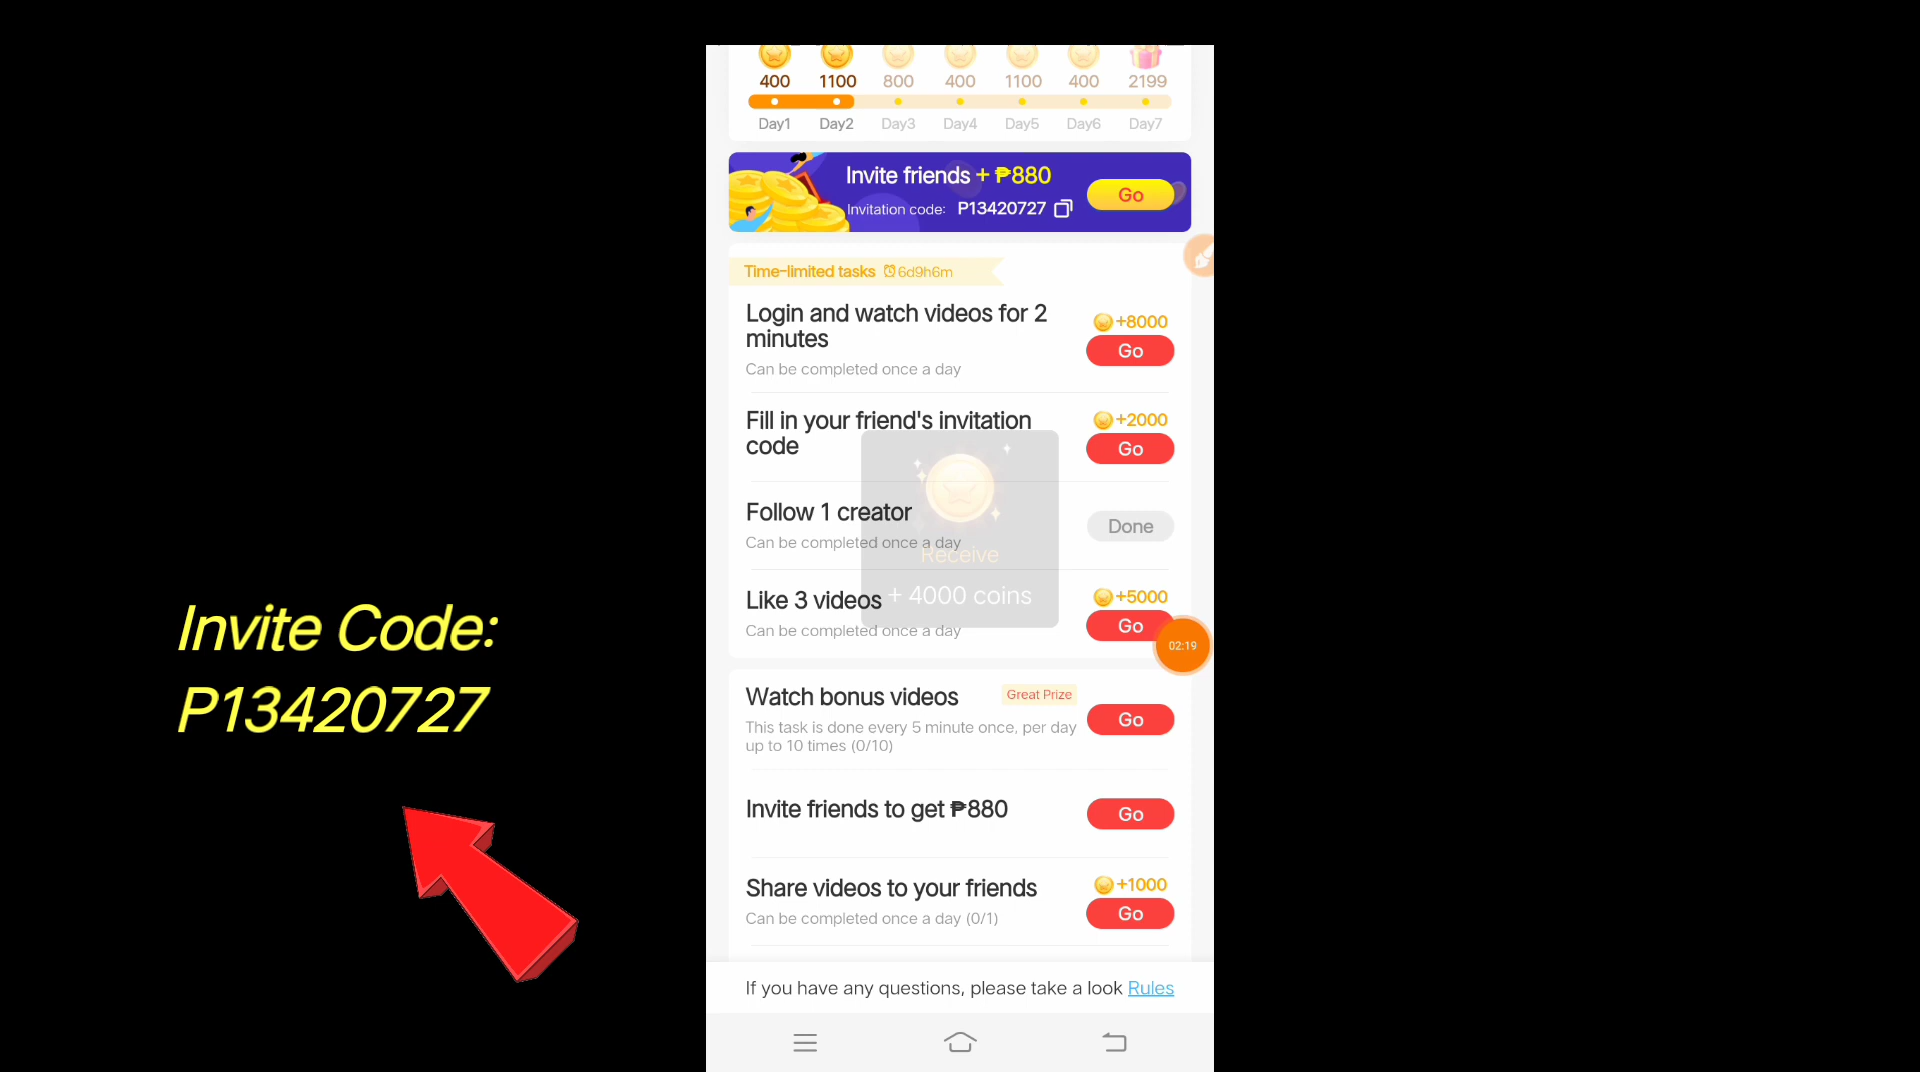 400 1100 800 400 1100 400 2199
Day1 Day2 Day3 Day4 Day5 Day6 Day7
Invite friends + ₱880
Go
Invitation code: P13420727
Time-limited tasks 6d9h6m
Login and watch videos for 2
minutes
+8000
Go
Can be completed once a day
Fill in your friend's invitation
code
+2000
Go
Follow 1 creator
Done
Can be completed once a day
Receive
+ 4000 coins
Like 3 videos
+5000
Go
Can be completed once a day
02:19
Watch bonus videos
Great Prize
Go
This task is done every 5 minute once, per day
up to 10 times (0/10)
Invite friends to get ₱880
Go
Share videos to your friends
+1000
Go
Can be completed once a day (0/1)
If you have any questions, please take a look Rules
Invite Code:
P13420727